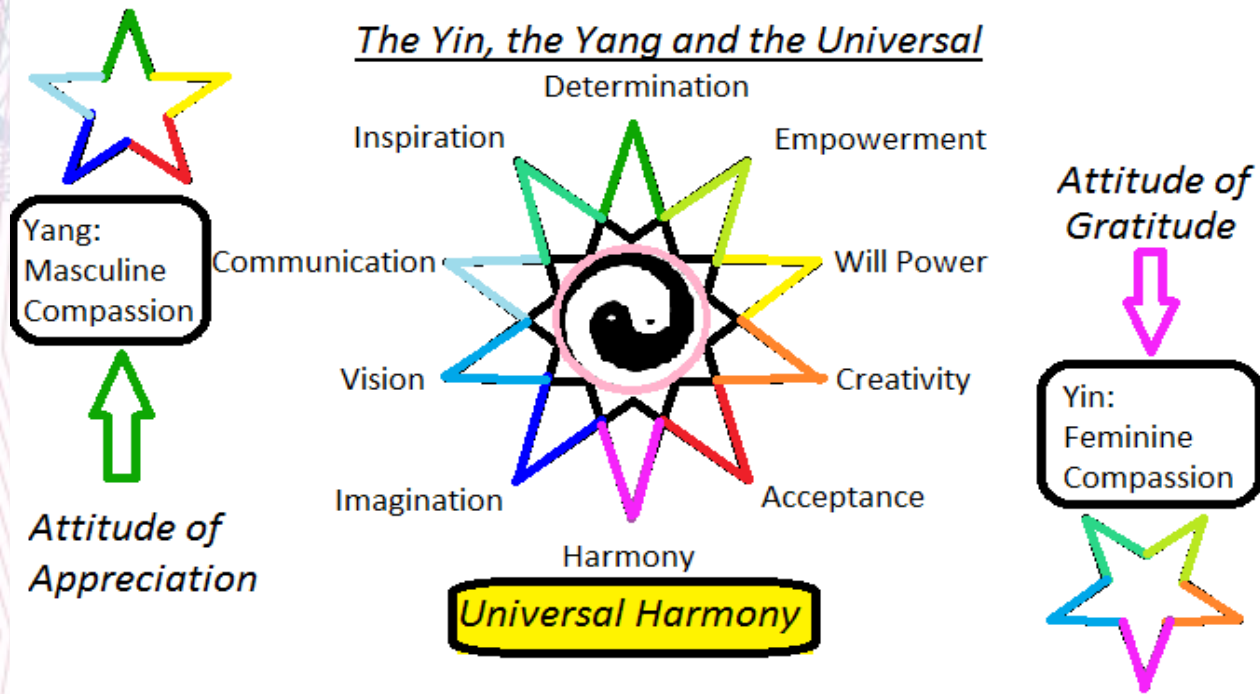 The Yin, the Yang and the Universal
Determination
Inspiration
Empowerment
Attitude of
Gratitude
Yang:
Masculine
Compassion
Communication
Will Power
Vision
Creativity
Yin:
Feminine
Compassion
Imagination
Acceptance
Attitude of
Appreciation
Harmony
Universal Harmony